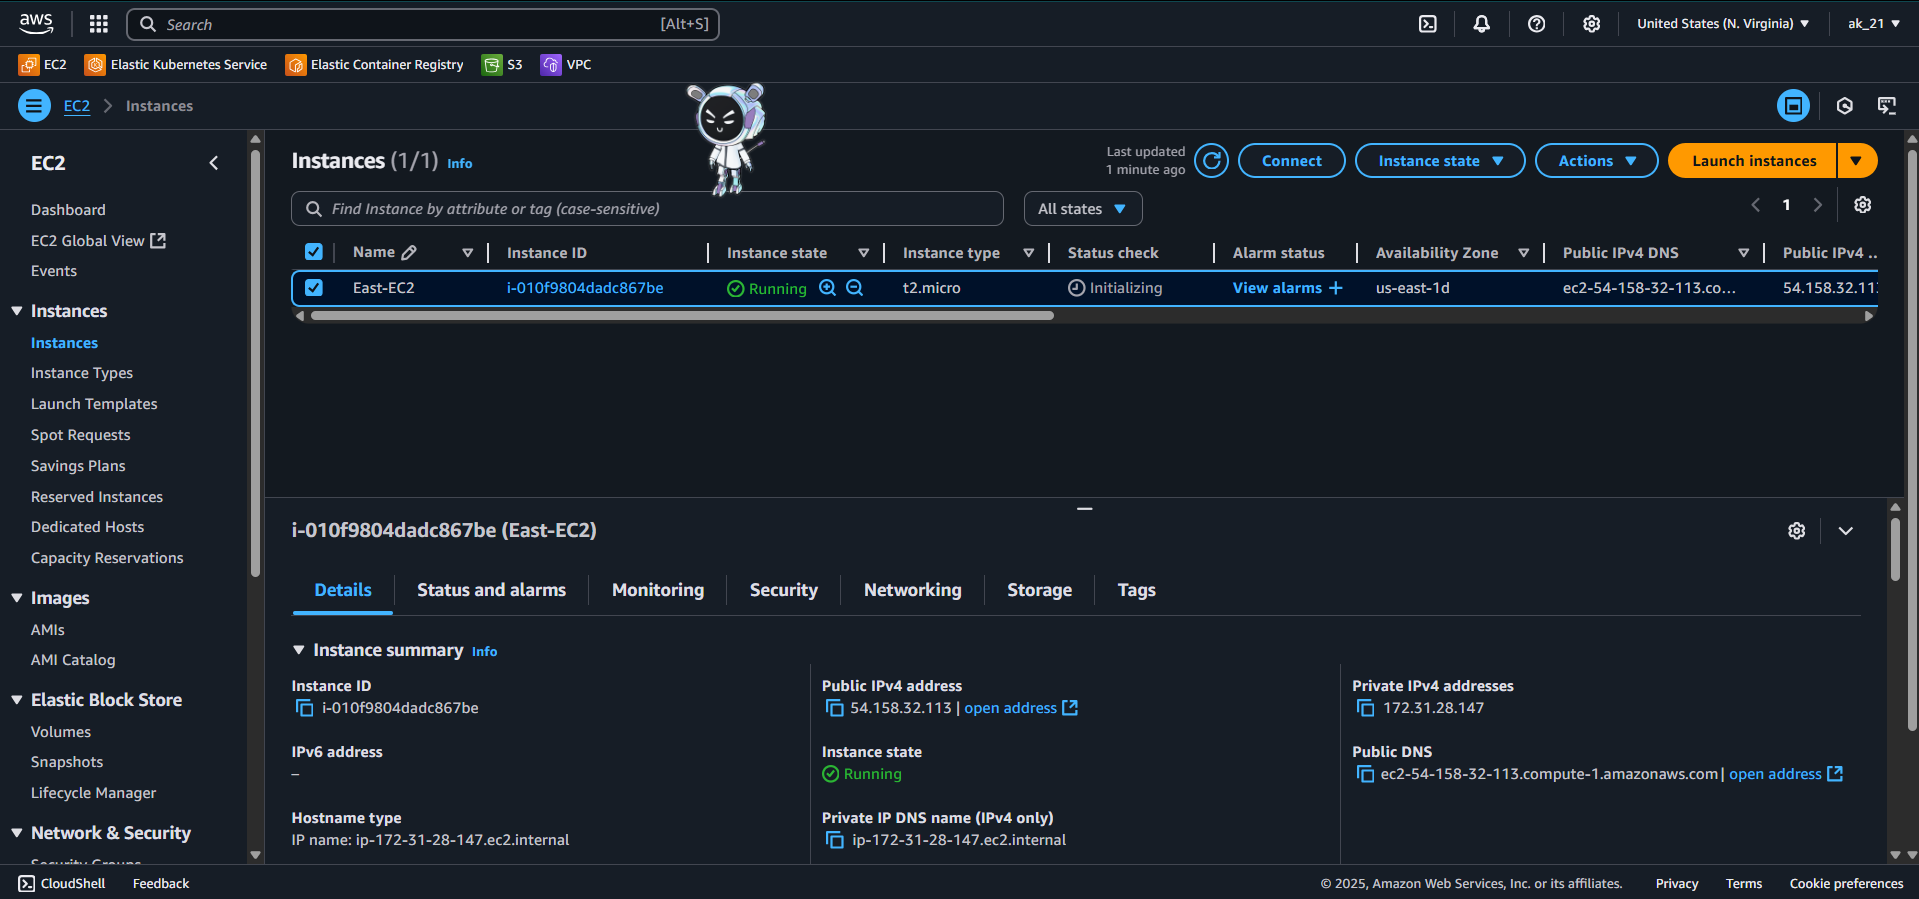 aws
Search [Alt+S]
United States (N. Virginia)
ak_21
EC2
Elastic Kubernetes Service
Elastic Container Registry
S3
VPC
EC2
Instances
EC2
Dashboard
EC2 Global View
Events
Instances
Instances
Instance Types
Launch Templates
Spot Requests
Savings Plans
Reserved Instances
Dedicated Hosts
Capacity Reservations
Images
AMIs
AMI Catalog
Elastic Block Store
Volumes
Snapshots
Lifecycle Manager
Network & Security
Security Groups
Instances (1/1) Info
Last updated
1 minute ago
Connect
Instance state
Actions
Launch instances
Find Instance by attribute or tag (case-sensitive)
All states
1
Name Instance ID Instance state Instance type Status check Alarm status Availability Zone Public IPv4 DNS Public IPv4 ..
East-EC2 i-010f9804dadc867be Running t2.micro Initializing View alarms + us-east-1d ec2-54-158-32-113.co... 54.158.32.113
i-010f9804dadc867be (East-EC2)
Details
Status and alarms
Monitoring
Security
Networking
Storage
Tags
Instance summary Info
Instance ID
i-010f9804dadc867be
IPv6 address
–
Hostname type
IP name: ip-172-31-28-147.ec2.internal
Public IPv4 address
54.158.32.113 | open address
Instance state
Running
Private IP DNS name (IPv4 only)
ip-172-31-28-147.ec2.internal
Private IPv4 addresses
172.31.28.147
Public DNS
ec2-54-158-32-113.compute-1.amazonaws.com | open address
CloudShell
Feedback
© 2025, Amazon Web Services, Inc. or its affiliates.
Privacy
Terms
Cookie preferences